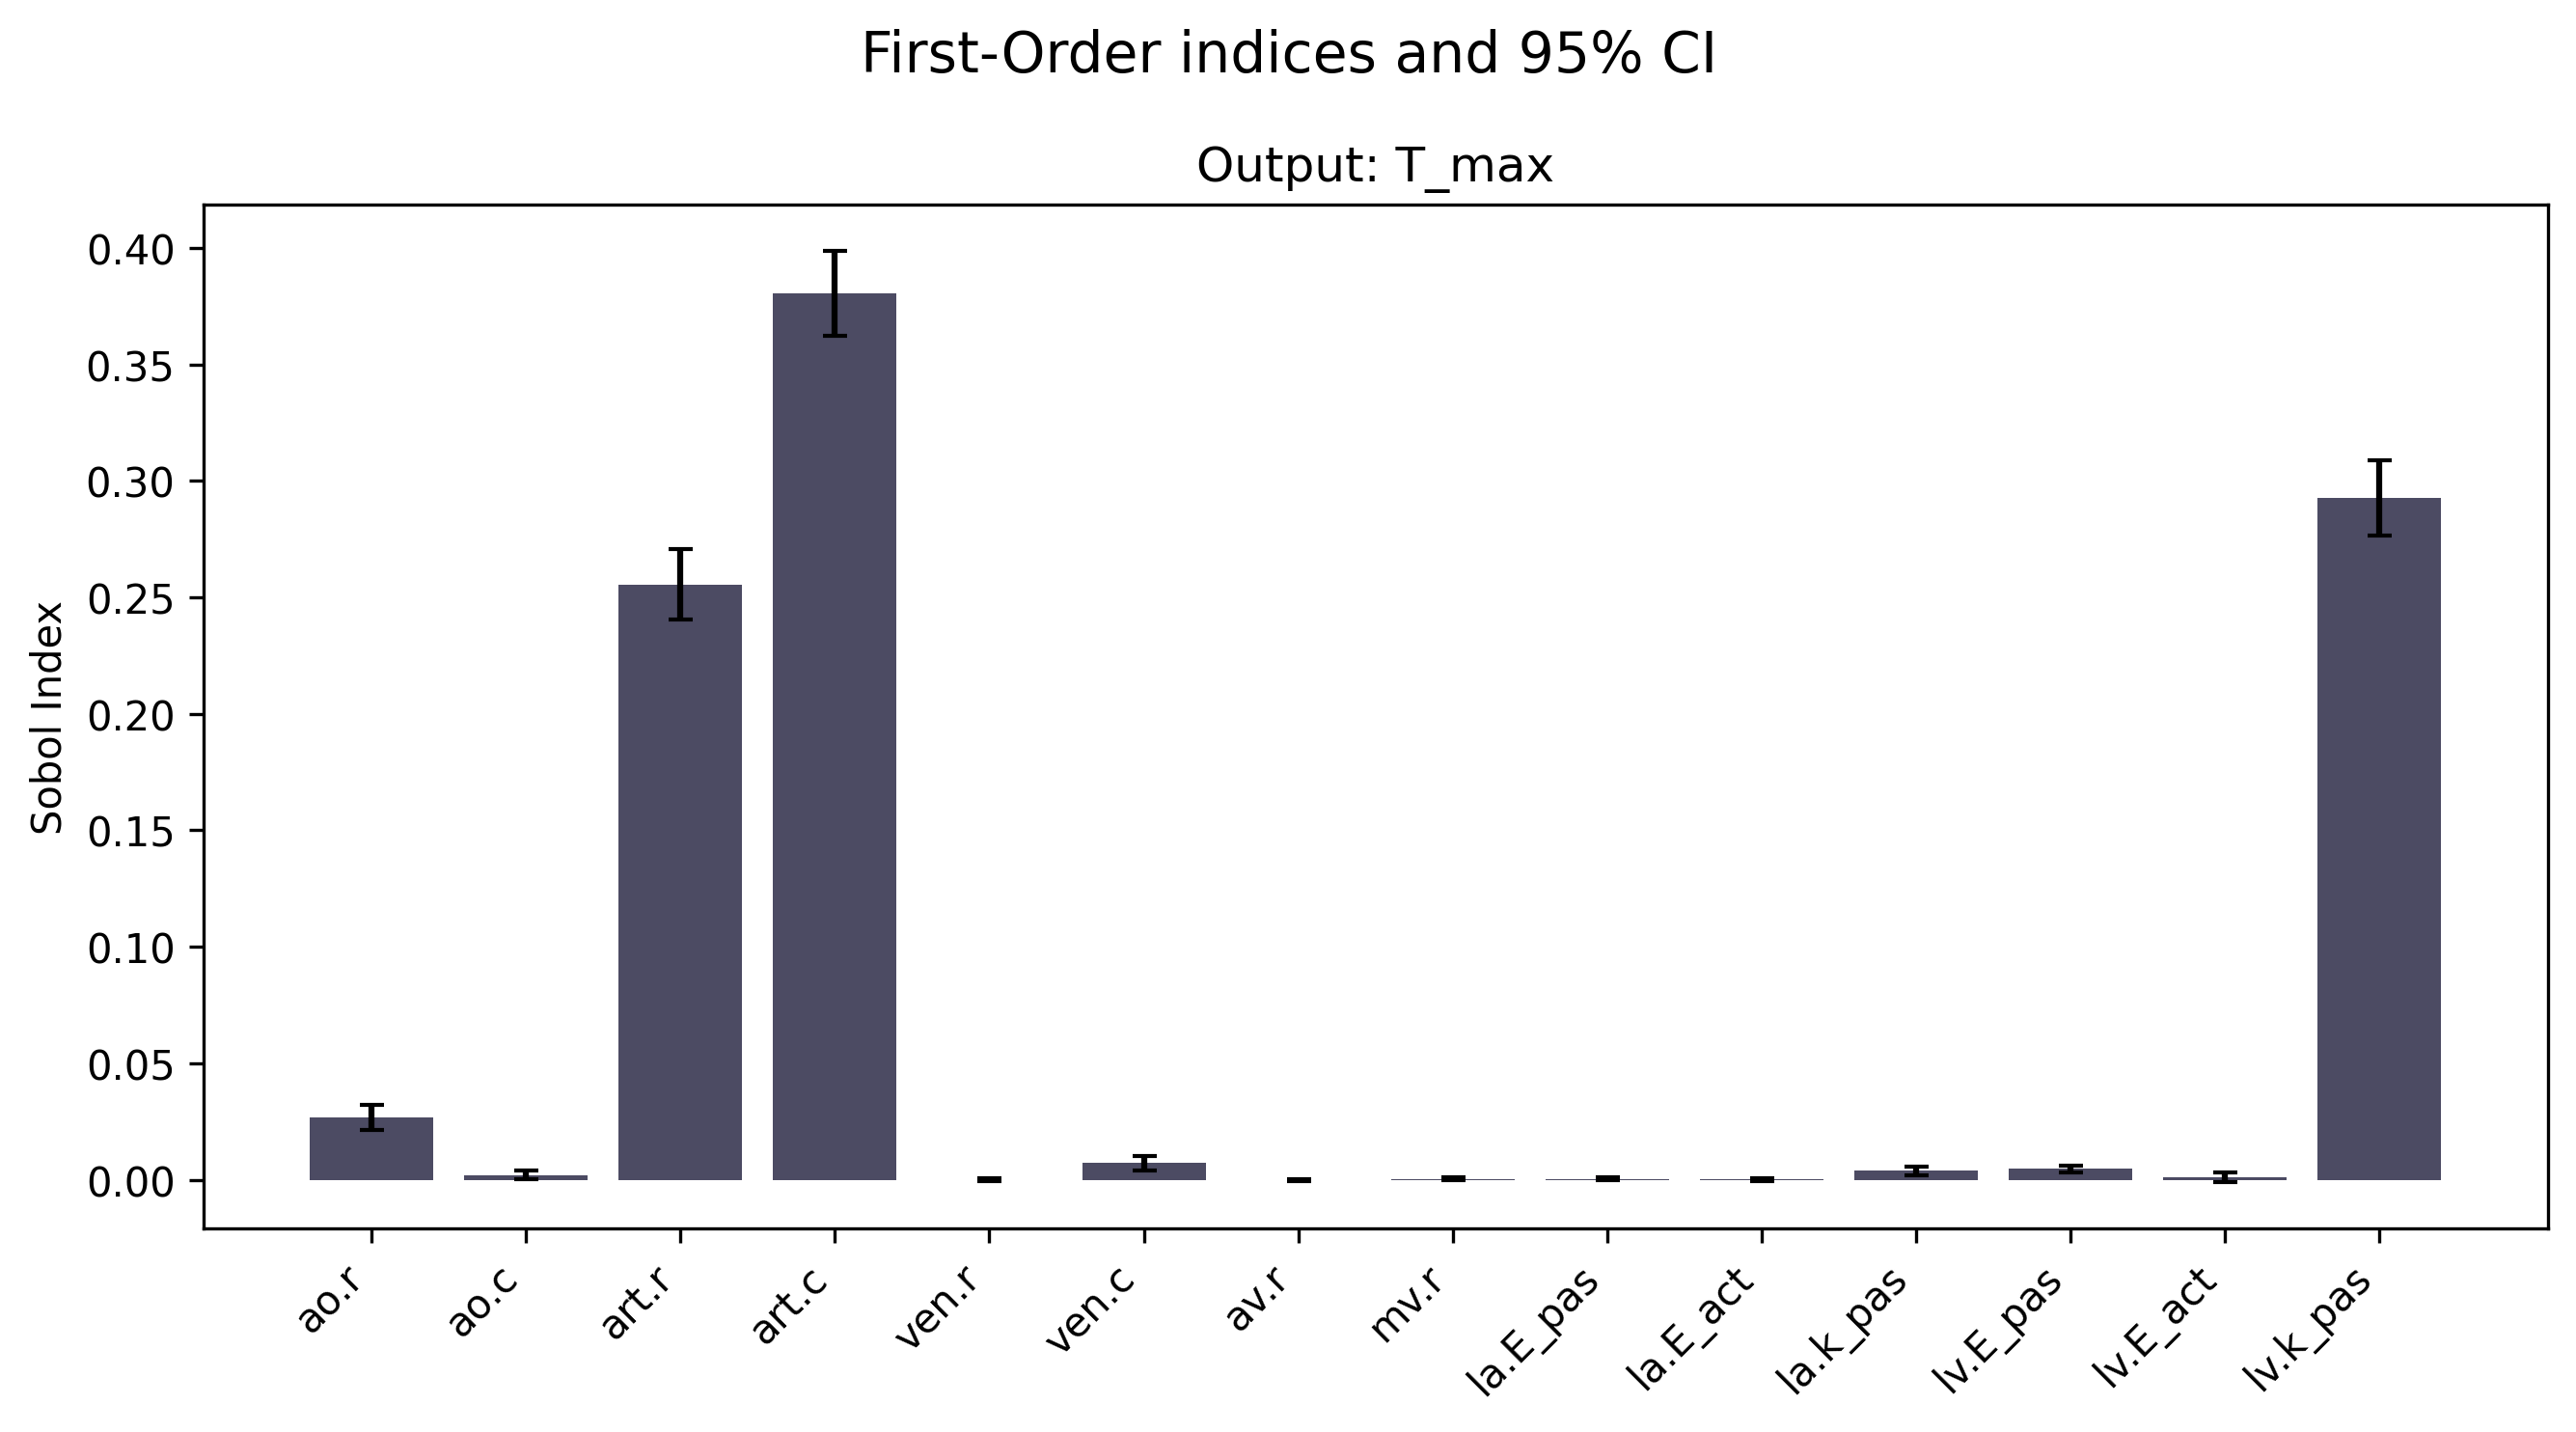 First-Order indices and 95% CI
Output: T_max
Sobol Index
0.40
0.35
0.30
0.25
0.20
0.15
0.10
0.05
0.00
ao.r
ao.c
art.r
art.c
ven.r
ven.c
av.r
mv.r
la.E_pas
la.E_act
la.k_pas
lv.E_pas
lv.E_act
lv.k_pas